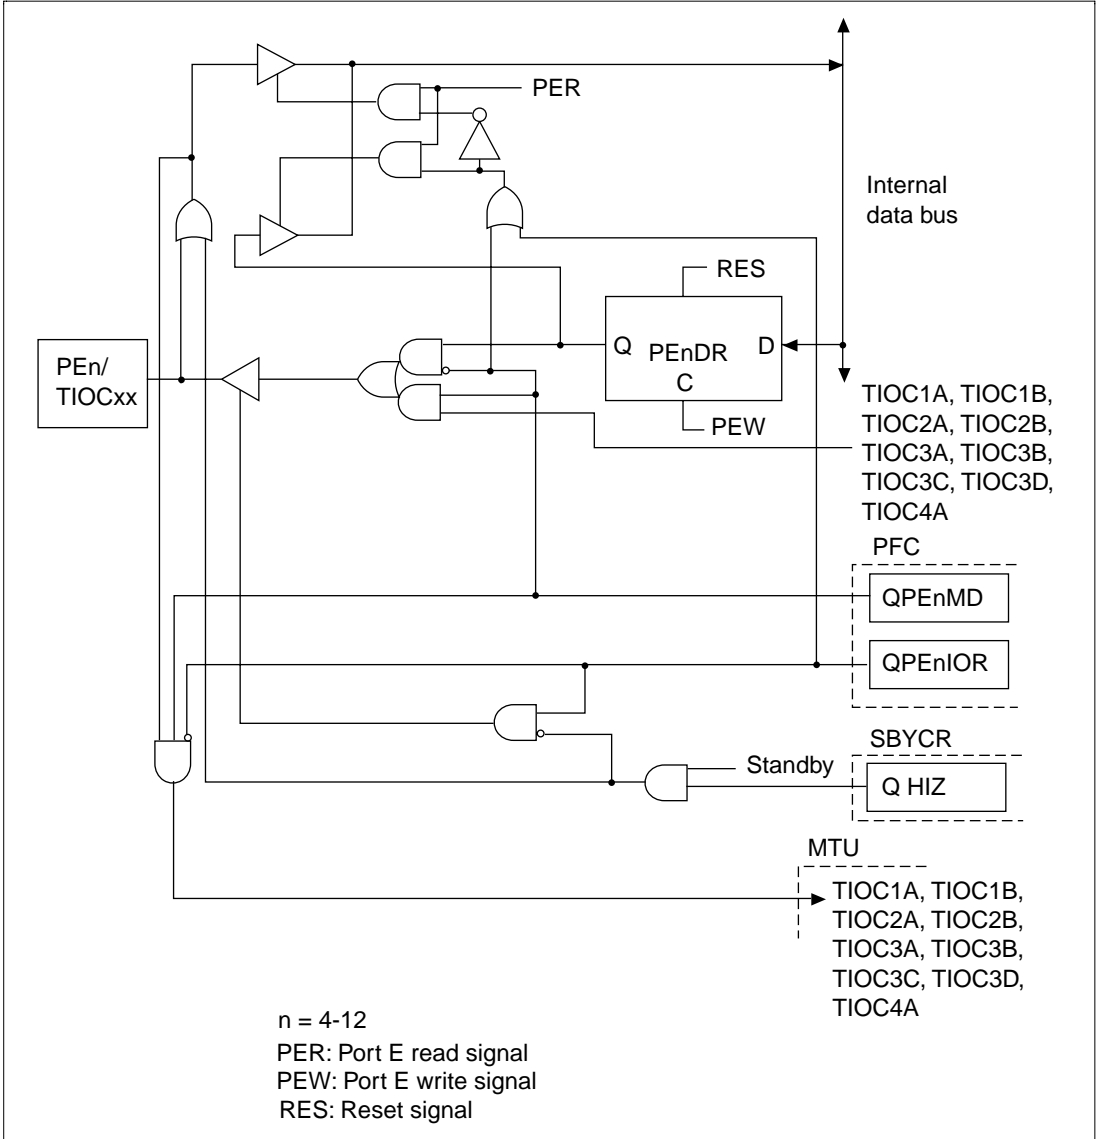 PER
Internal
data bus
RES
Q PEnDR D
C
PEW
PEn/
TIOCxx
TIOC1A, TIOC1B,
TIOC2A, TIOC2B,
TIOC3A, TIOC3B,
TIOC3C, TIOC3D,
TIOC4A
PFC
QPEnMD
QPEnIOR
SBYCR
Standby
Q HIZ
MTU
TIOC1A, TIOC1B,
TIOC2A, TIOC2B,
TIOC3A, TIOC3B,
TIOC3C, TIOC3D,
TIOC4A
n = 4-12
PER: Port E read signal
PEW: Port E write signal
RES: Reset signal